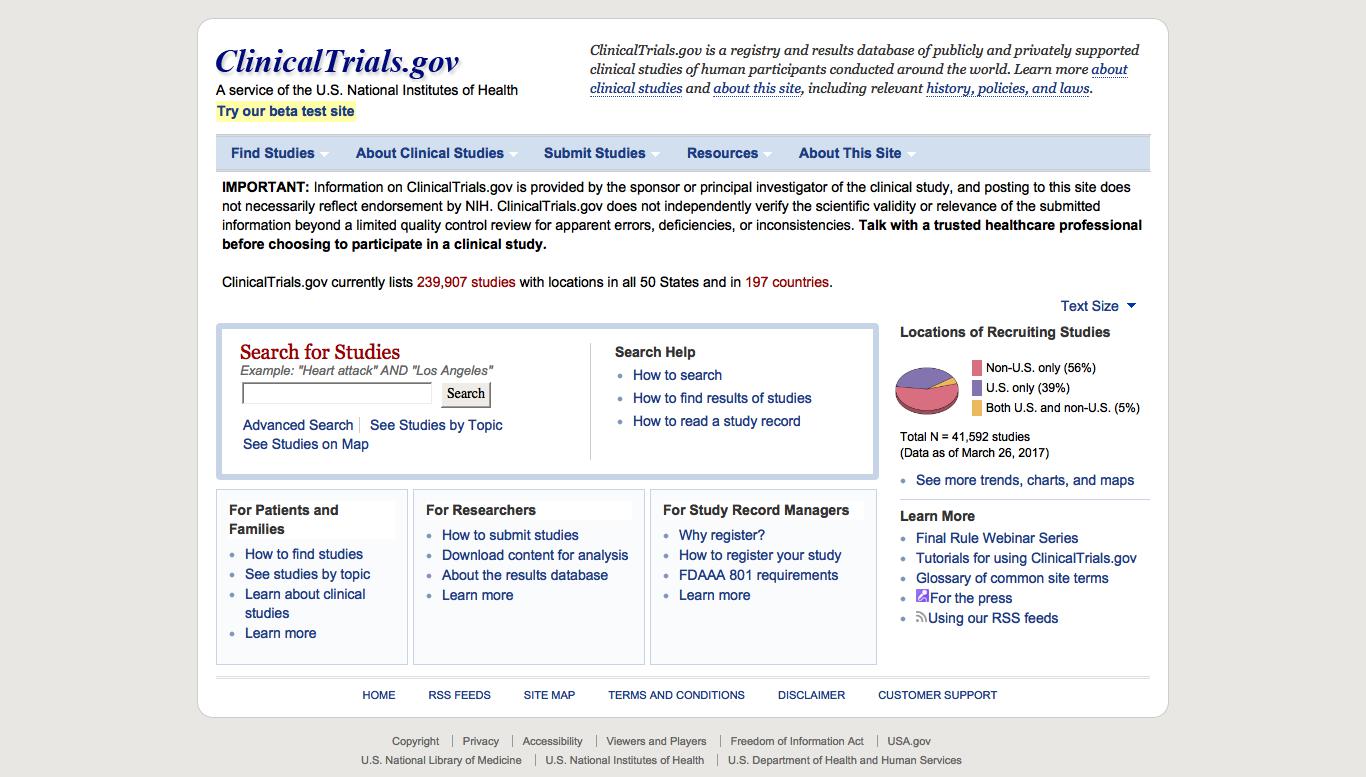 ClinicalTrials.gov
A service of the U.S. National Institutes of Health
Try our beta test site
ClinicalTrials.gov is a registry and results database of publicly and privately supported
clinical studies of human participants conducted around the world. Learn more about
clinical studies and about this site, including relevant history, policies, and laws.
Find Studies About Clinical Studies Submit Studies Resources About This Site
IMPORTANT: Information on ClinicalTrials.gov is provided by the sponsor or principal investigator of the clinical study, and posting to this site does
not necessarily reflect endorsement by NIH. ClinicalTrials.gov does not independently verify the scientific validity or relevance of the submitted
information beyond a limited quality control review for apparent errors, deficiencies, or inconsistencies. Talk with a trusted healthcare professional
before choosing to participate in a clinical study.
ClinicalTrials.gov currently lists 239,907 studies with locations in all 50 States and in 197 countries.
Text Size
Search for Studies
Example: "Heart attack" AND "Los Angeles"
Search
Advanced Search See Studies by Topic
See Studies on Map
Search Help
How to search
How to find results of studies
How to read a study record
Locations of Recruiting Studies
Non-U.S. only (56%)
U.S. only (39%)
Both U.S. and non-U.S. (5%)
Total N = 41,592 studies
(Data as of March 26, 2017)
See more trends, charts, and maps
For Patients and
Families
How to find studies
See studies by topic
Learn about clinical
studies
Learn more
For Researchers
How to submit studies
Download content for analysis
About the results database
Learn more
For Study Record Managers
Why register?
How to register your study
FDAAA 801 requirements
Learn more
Learn More
Final Rule Webinar Series
Tutorials for using ClinicalTrials.gov
Glossary of common site terms
For the press
Using our RSS feeds
HOME RSS FEEDS SITE MAP TERMS AND CONDITIONS DISCLAIMER CUSTOMER SUPPORT
Copyright Privacy Accessibility Viewers and Players Freedom of Information Act USA.gov
U.S. National Library of Medicine U.S. National Institutes of Health U.S. Department of Health and Human Services